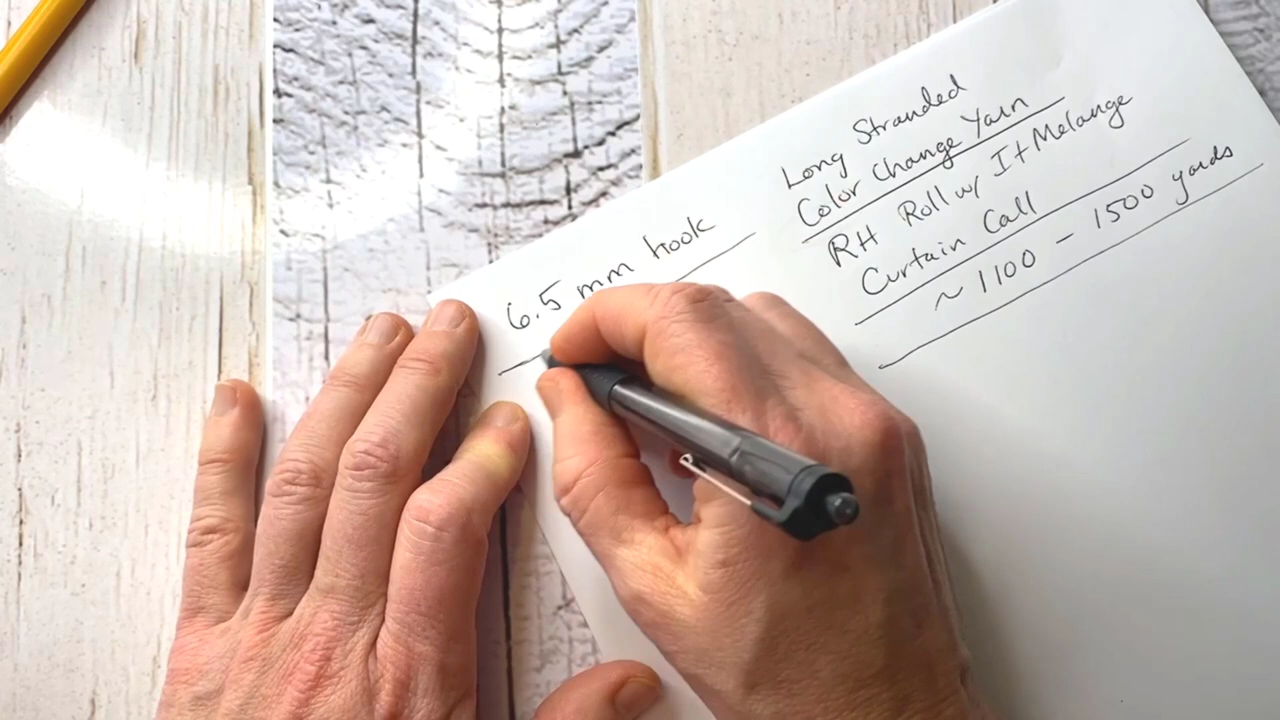 Long Stranded
Color Change Yarn
RH Roll w/ It Melange
Curtain Call
~ 1100 - 1500 yards
6.5 mm hook